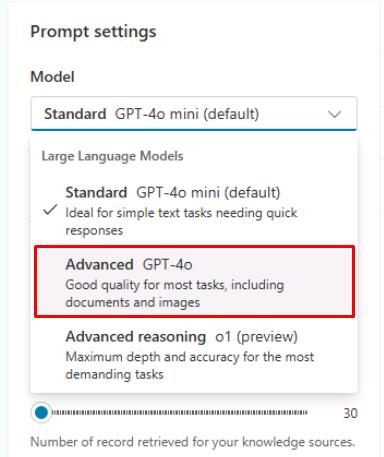 Prompt settings
Model
Standard GPT-4o mini (default)
Large Language Models
Standard GPT-4o mini (default)
Ideal for simple text tasks needing quick
responses
Advanced GPT-4o
Good quality for most tasks, including
documents and images
Advanced reasoning o1 (preview)
Maximum depth and accuracy for the most
demanding tasks
30
Number of record retrieved for your knowledge sources.